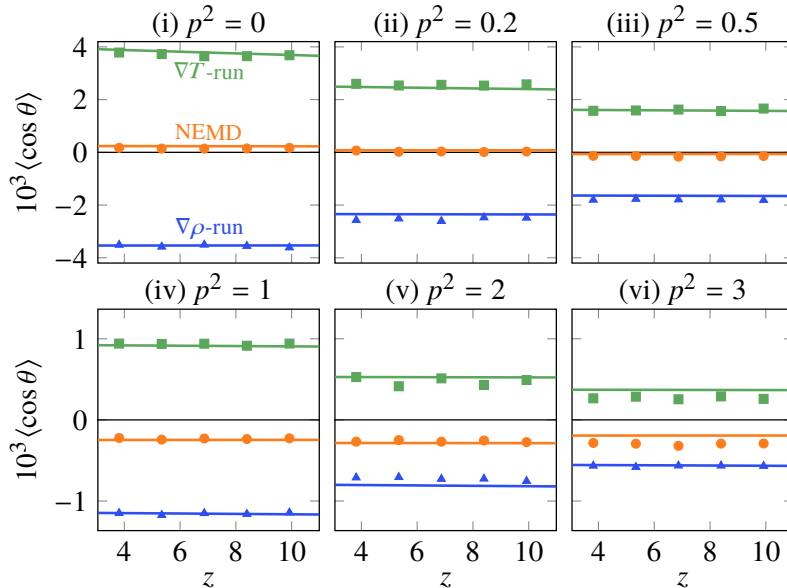 (i) p² = 0
(ii) p² = 0.2
(iii) p² = 0.5
4
2
0
−2
−4
10³⟨cos θ⟩
∇T-run
NEMD
∇ρ-run
(iv) p² = 1
(v) p² = 2
(vi) p² = 3
1
0
−1
10³⟨cos θ⟩
4 6 8 10
4 6 8 10
4 6 8 10
z
z
z